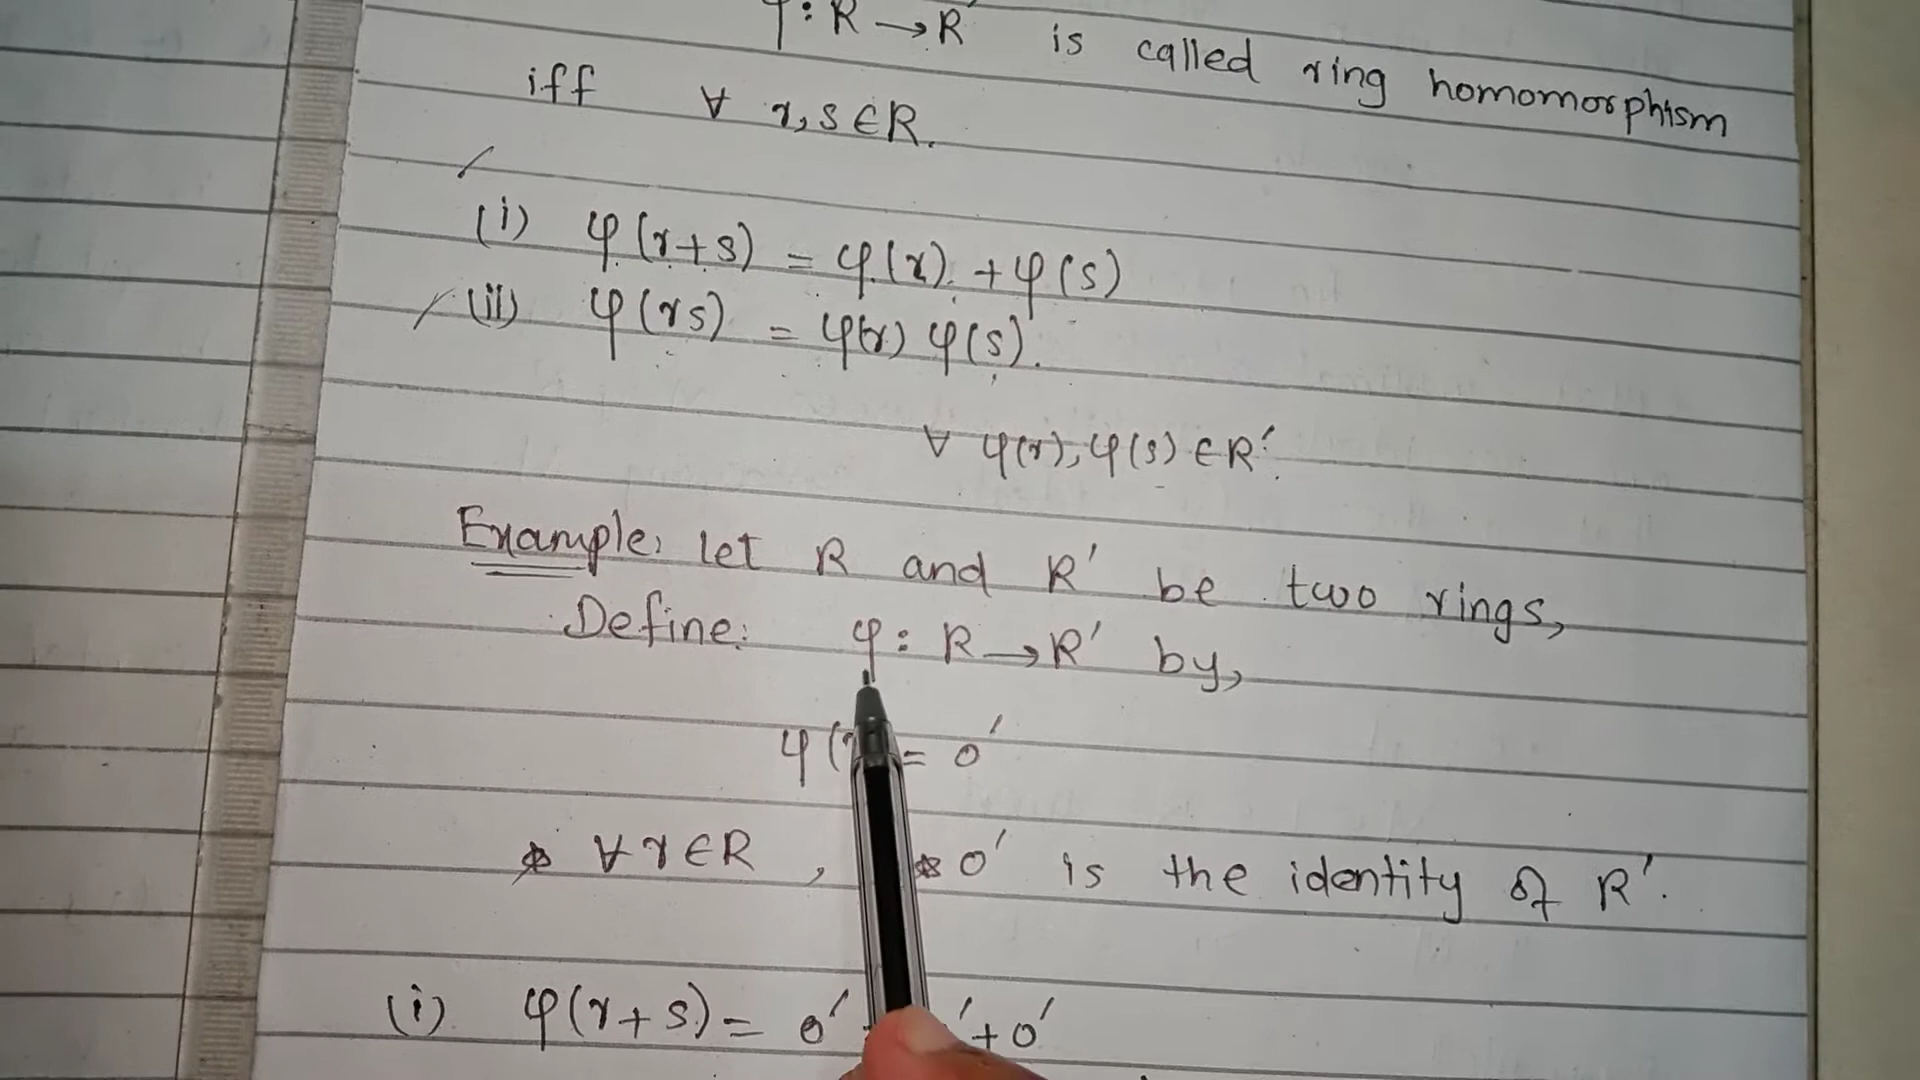 φ : R → R is called ring homomorphism
iff ∀ r, s ∈ R.
(i) φ(r+s) = φ(r) + φ(s)
(ii) φ(rs) = φ(r) φ(s).
∀ φ(r), φ(s) ∈ R'.
Example: let R and R' be two rings,
Define: φ : R → R' by,
φ( = 0'
∀ r ∈ R , 0' is the identity of R'.
(i) φ(r+s) = 0' + 0'